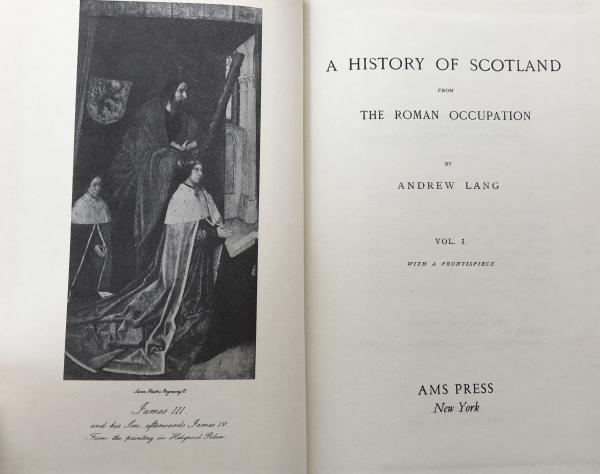 James III.
and his Son, afterwards James IV.
From the painting in Holyrood Palace.
A HISTORY OF SCOTLAND
FROM
THE ROMAN OCCUPATION
BY
ANDREW LANG
VOL. I.
WITH A FRONTISPIECE
AMS PRESS
New York